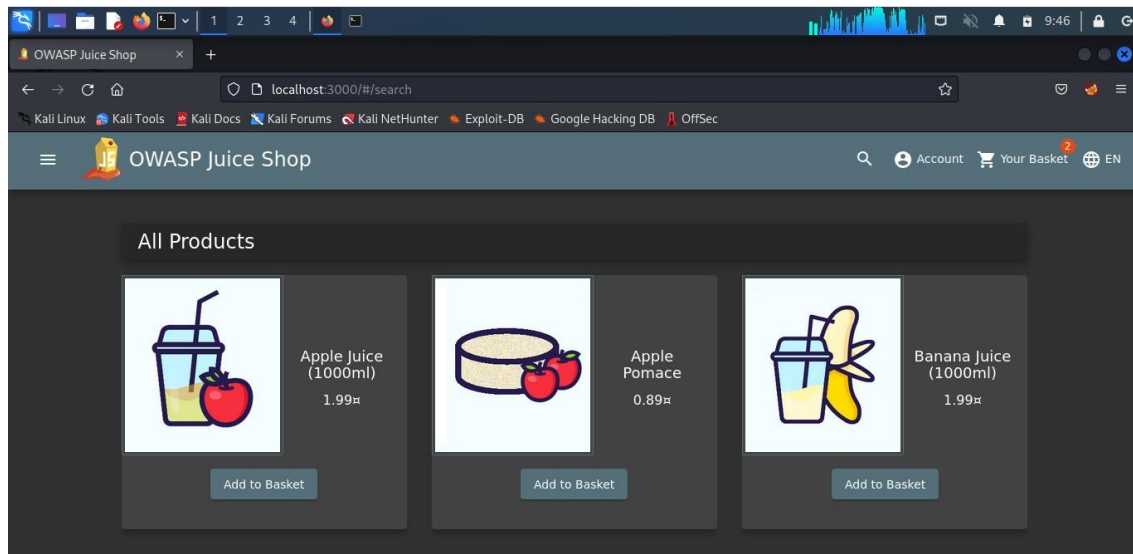 1 2 3 4 9:46
OWASP Juice Shop
localhost:3000/#/search
Kali Linux Kali Tools Kali Docs Kali Forums Kali NetHunter Exploit-DB Google Hacking DB OffSec
OWASP Juice Shop Account Your Basket 2 EN
All Products
Apple Juice
(1000ml)
1.99¤
Apple
Pomace
0.89¤
Banana Juice
(1000ml)
1.99¤
Add to Basket Add to Basket Add to Basket